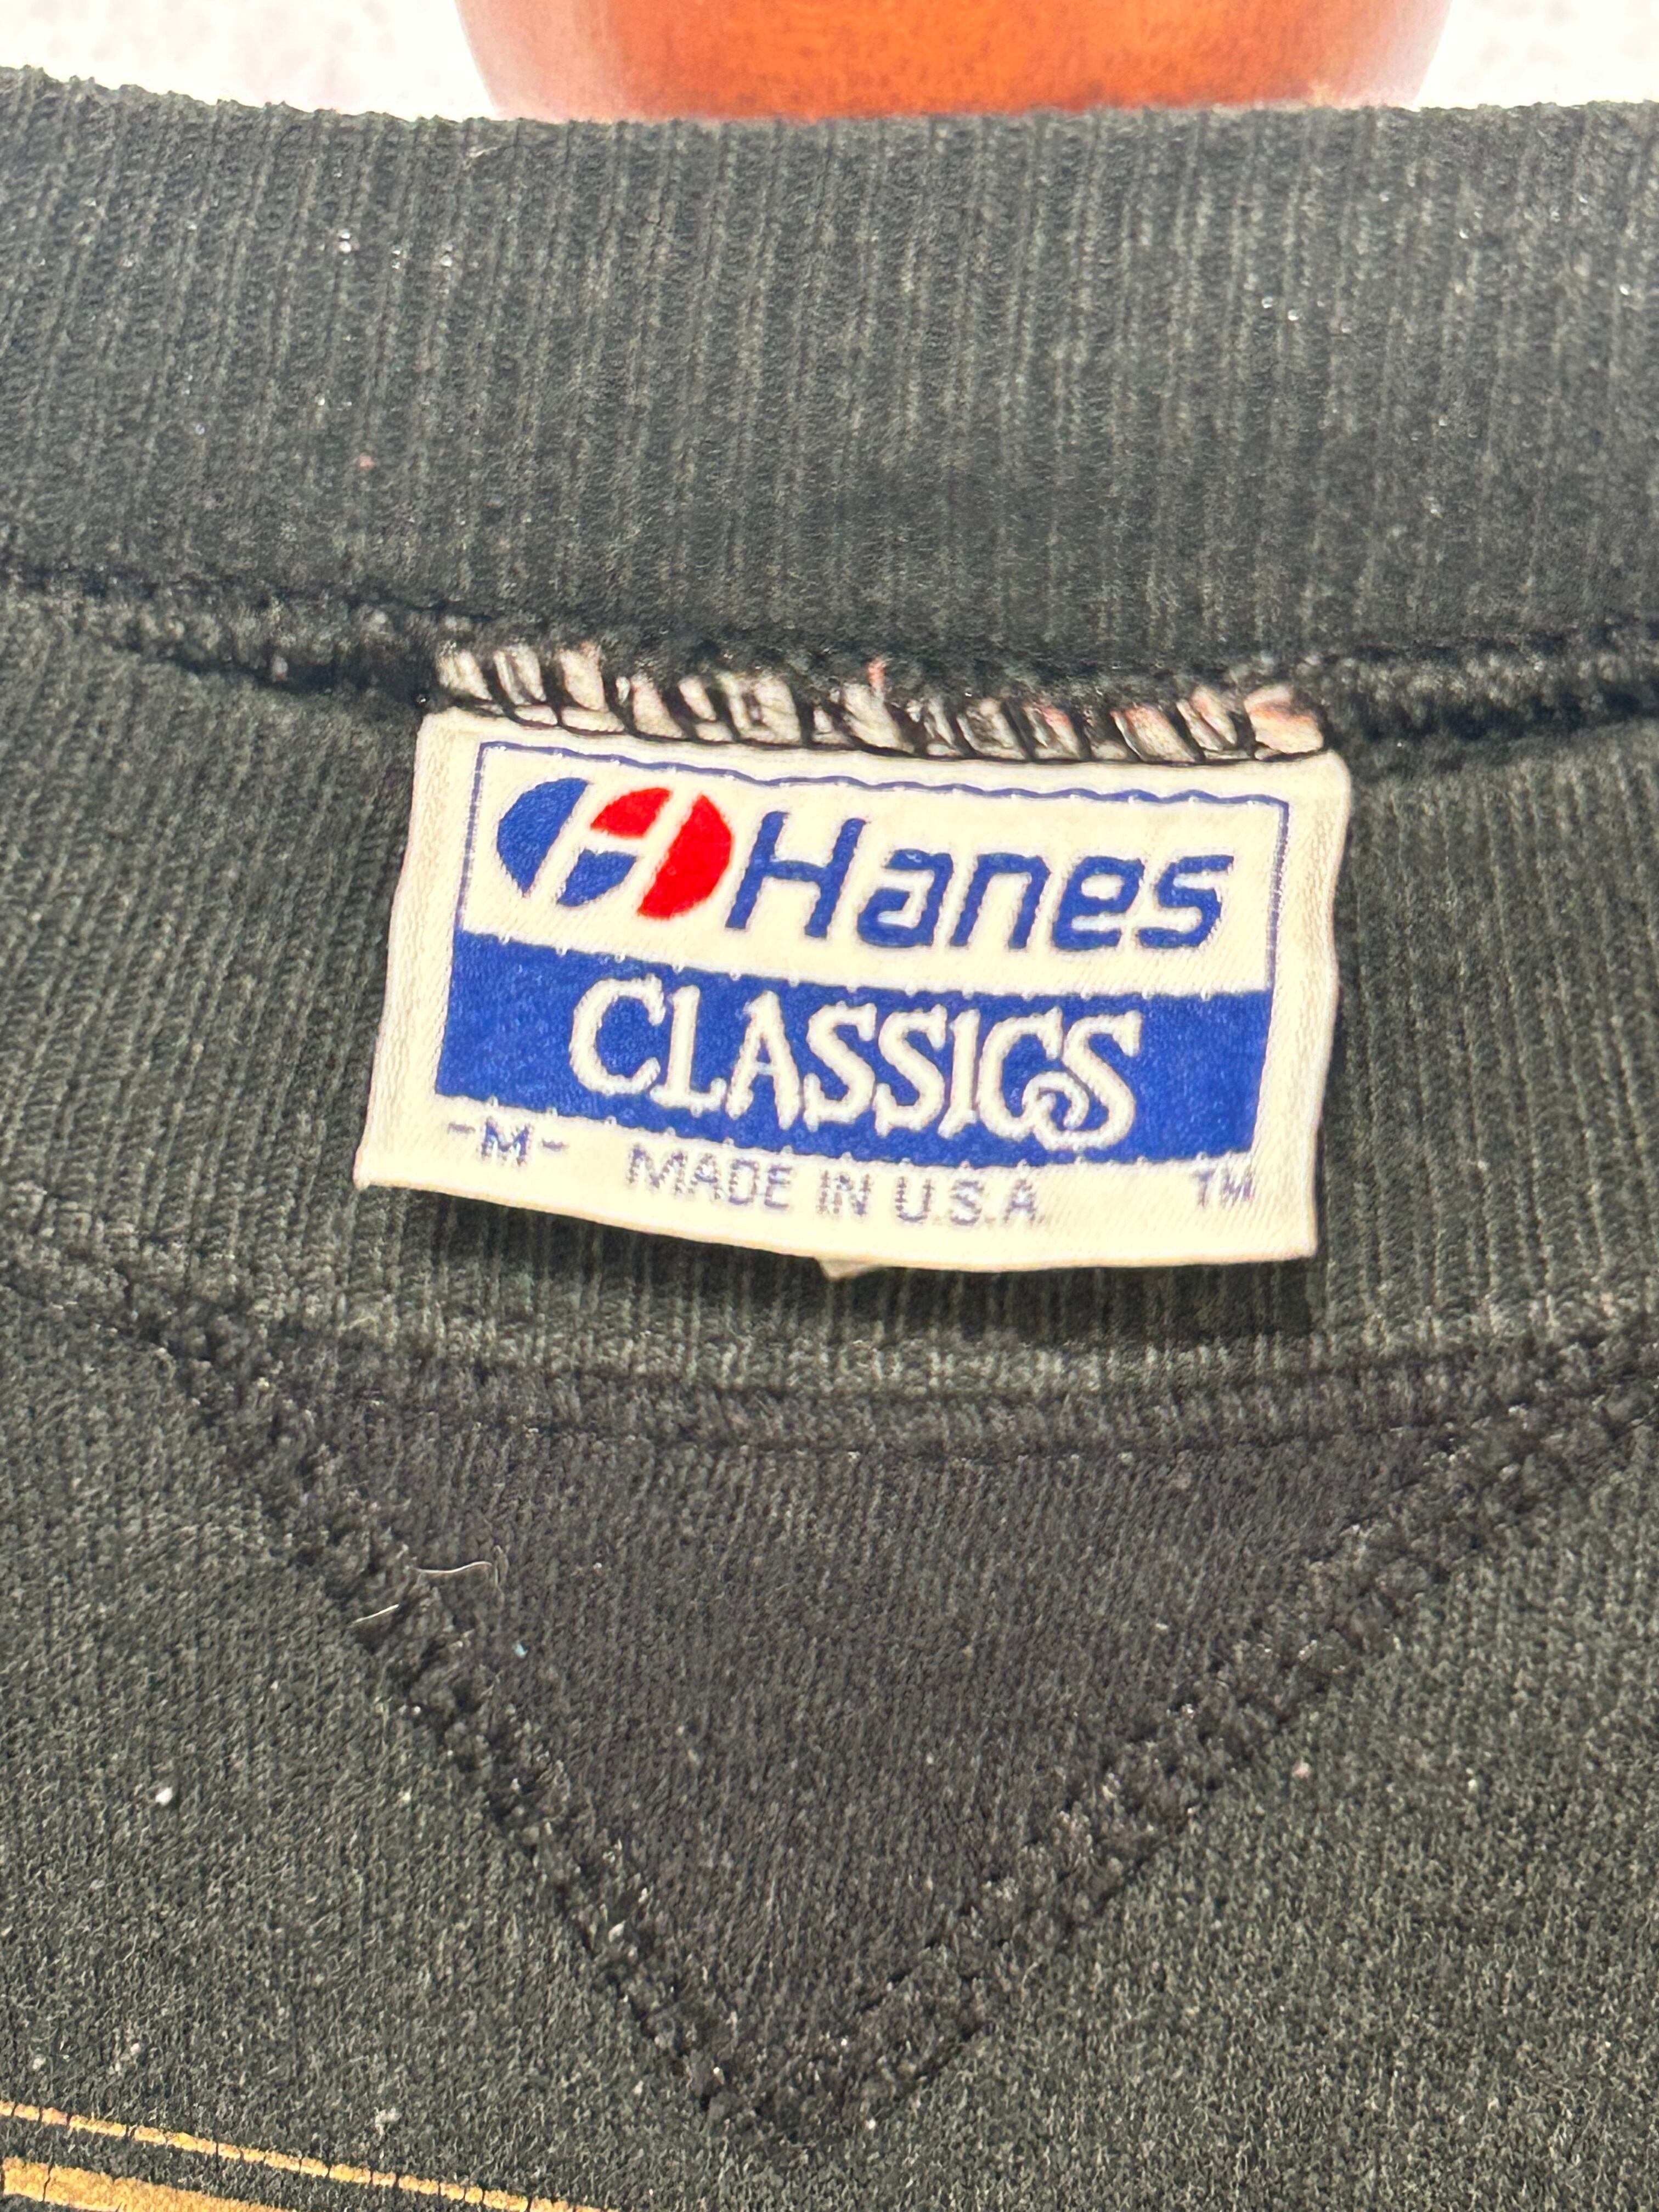 Hanes
CLASSICS
-M- MADE IN U.S.A. TM